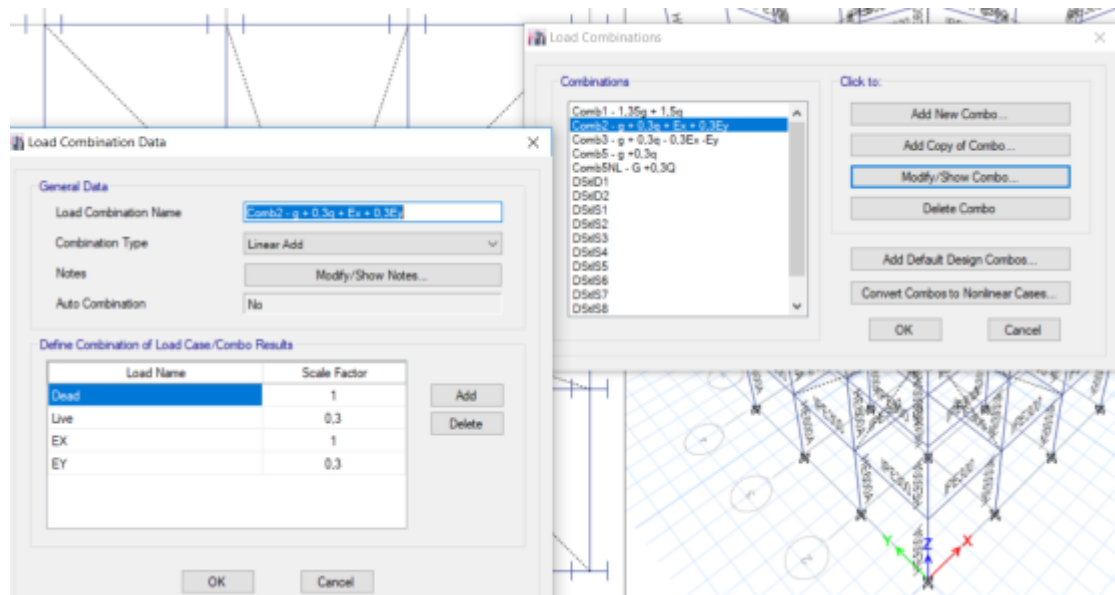 Load Combinations
Combinations
Comb1 - 1,35g + 1,5q
Comb2 - g + 0,3q + Ex + 0,3Ey
Comb3 - g + 0,3q - 0,3Ex -Ey
Comb5 - g +0,3q
Comb5NL - G +0,3Q
DStlD1
DStlD2
DStlS1
DStlS2
DStlS3
DStlS4
DStlS5
DStlS6
DStlS7
DStlS8
Click to:
Add New Combo...
Add Copy of Combo...
Modify/Show Combo...
Delete Combo
Add Default Design Combos...
Convert Combos to Nonlinear Cases...
OK
Cancel
Load Combination Data
General Data
Load Combination Name
Comb2 - g + 0,3q + Ex + 0,3Ey
Combination Type
Linear Add
Notes
Modify/Show Notes...
Auto Combination
No
Define Combination of Load Case/Combo Results
Load Name Scale Factor
Dead 1
Live 0,3
EX 1
EY 0,3
Add
Delete
OK
Cancel
Y Z X